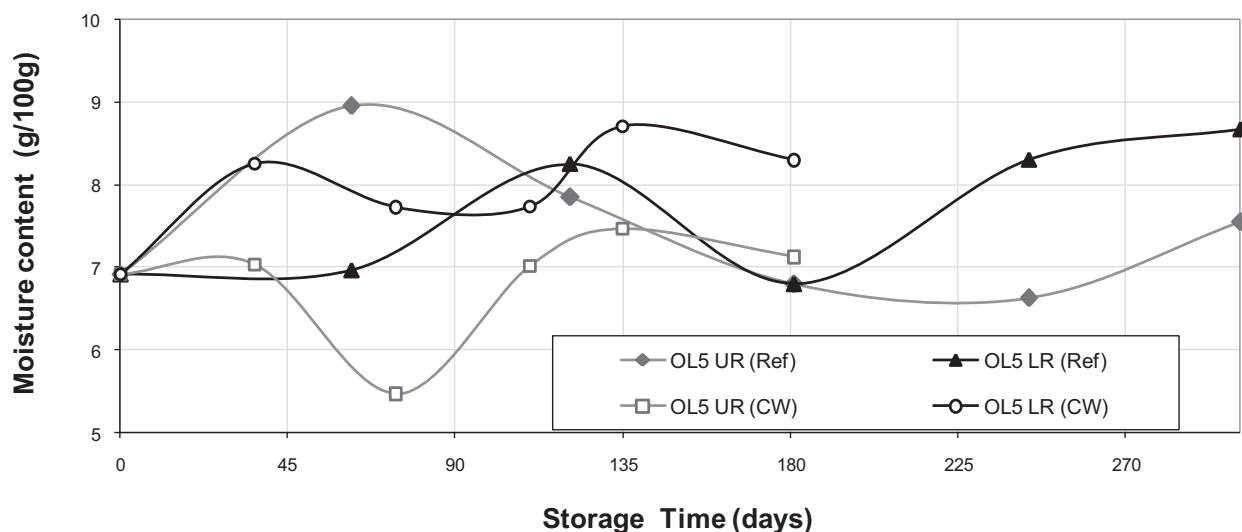 Moisture content (g/100g)
10
9
8
7
6
5
OL5 UR (Ref)
OL5 LR (Ref)
OL5 UR (CW)
OL5 LR (CW)
0
45
90
135
180
225
270
Storage Time (days)